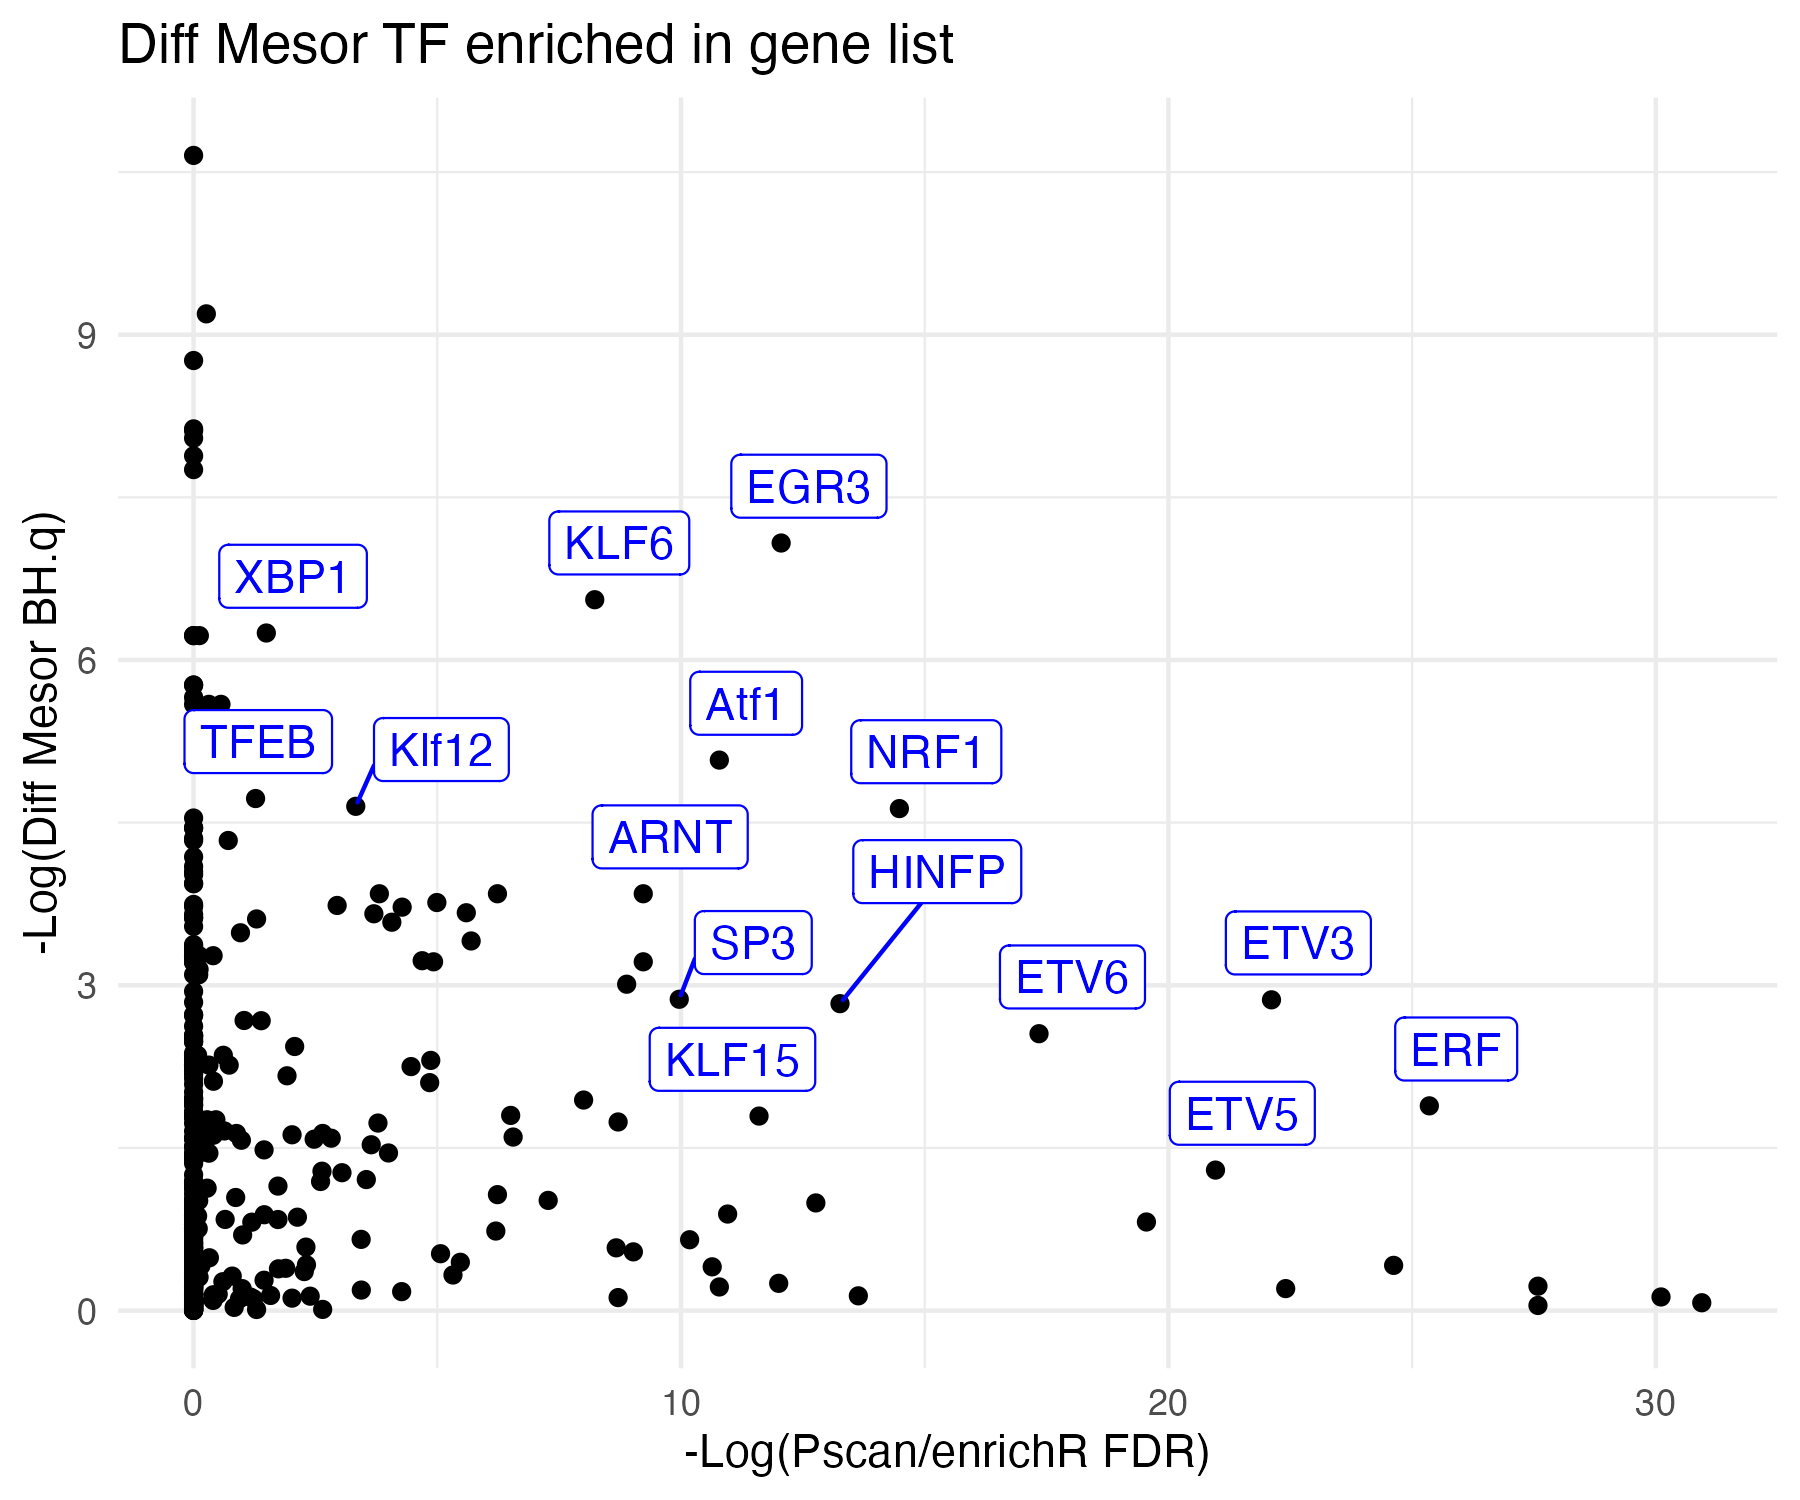 Diff Mesor TF enriched in gene list
-Log(Diff Mesor BH.q)
9
6
3
0
EGR3
KLF6
XBP1
Atf1
TFEB
Klf12
NRF1
ARNT
HINFP
SP3
ETV3
ETV6
KLF15
ERF
ETV5
0
10
20
30
-Log(Pscan/enrichR FDR)